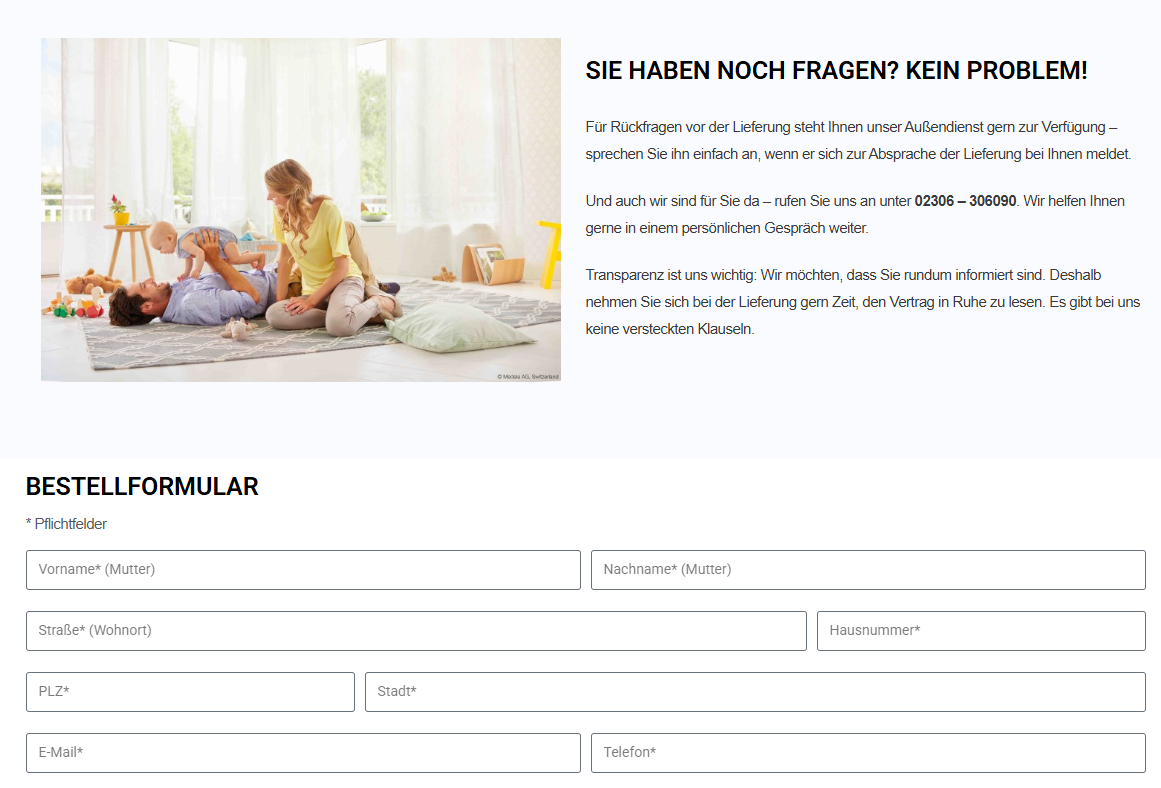 SIE HABEN NOCH FRAGEN? KEIN PROBLEM!
Für Rückfragen vor der Lieferung steht Ihnen unser Außendienst gern zur Verfügung –
sprechen Sie ihn einfach an, wenn er sich zur Absprache der Lieferung bei Ihnen meldet.
Und auch wir sind für Sie da – rufen Sie uns an unter 02306 – 306090. Wir helfen Ihnen
gerne in einem persönlichen Gespräch weiter.
Transparenz ist uns wichtig: Wir möchten, dass Sie rundum informiert sind. Deshalb
nehmen Sie sich bei der Lieferung gern Zeit, den Vertrag in Ruhe zu lesen. Es gibt bei uns
keine versteckten Klauseln.
© Medela AG, Switzerland
BESTELLFORMULAR
* Pflichtfelder
Vorname* (Mutter)
Nachname* (Mutter)
Straße* (Wohnort)
Hausnummer*
PLZ*
Stadt*
E-Mail*
Telefon*